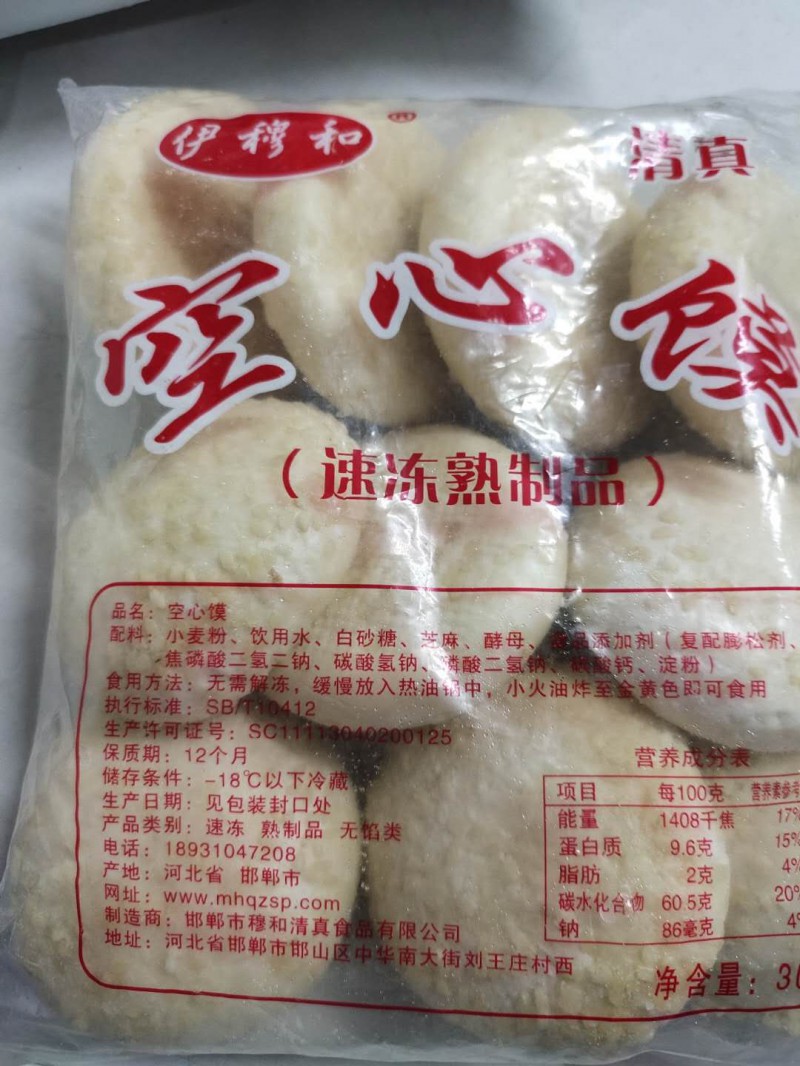 伊穆和®
清真
空心馍
（速冻熟制品）
品名：空心馍
配料：小麦粉、饮用水、白砂糖、芝麻、酵母、食品添加剂（复配膨松剂、
焦磷酸二氢二钠、碳酸氢钠、磷酸二氢钠、碳酸钙、淀粉）
食用方法：无需解冻，缓慢放入热油锅中，小火油炸至金黄色即可食用
执行标准：SB/T10412
生产许可证号：SC11113040200125
保质期：12个月
储存条件：-18℃以下冷藏
生产日期：见包装封口处
产品类别：速冻 熟制品 无馅类
电话：18931047208
产地：河北省 邯郸市
网址：www.mhqzsp.com
制造商：邯郸市穆和清真食品有限公司
地址：河北省邯郸市邯山区中华南大街刘王庄村西
营养成分表
项目 每100克 营养素参考
能量 1408千焦 17%
蛋白质 9.6克 15%
脂肪 2克 4%
碳水化合物 60.5克 20%
钠 86毫克 4%
净含量：